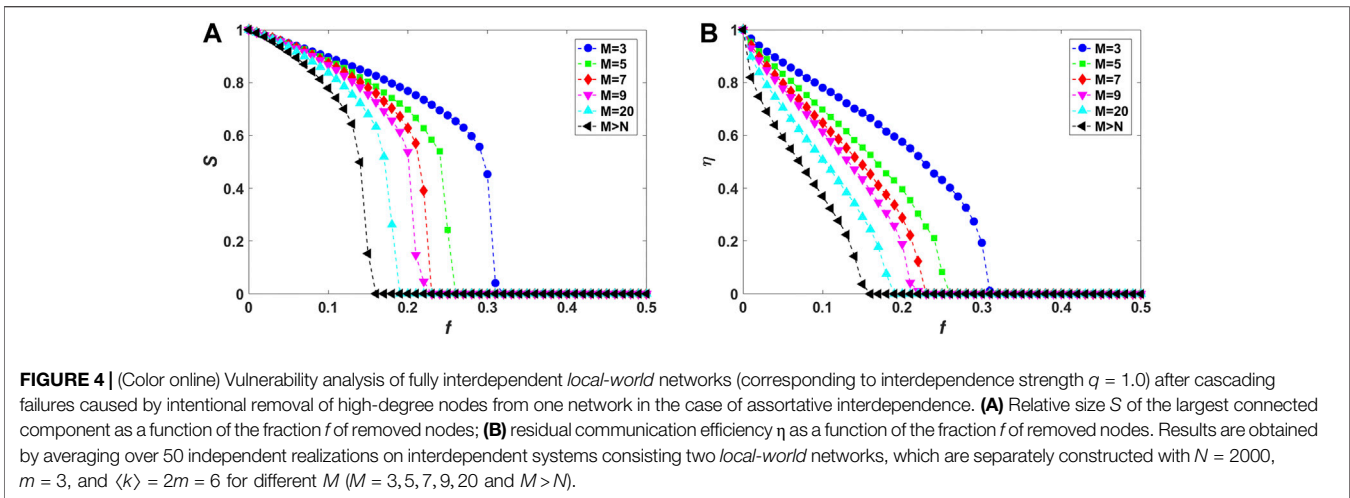 A
1
0.8
0.6
0.4
0.2
0
S
0
0.1
0.2
0.3
0.4
0.5
f
M=3
M=5
M=7
M=9
M=20
M>N
B
1
0.8
0.6
0.4
0.2
0
η
0
0.1
0.2
0.3
0.4
0.5
f
M=3
M=5
M=7
M=9
M=20
M>N
FIGURE 4 | (Color online) Vulnerability analysis of fully interdependent local-world networks (corresponding to interdependence strength q = 1.0) after cascading
failures caused by intentional removal of high-degree nodes from one network in the case of assortative interdependence. (A) Relative size S of the largest connected
component as a function of the fraction f of removed nodes; (B) residual communication efficiency η as a function of the fraction f of removed nodes. Results are obtained
by averaging over 50 independent realizations on interdependent systems consisting two local-world networks, which are separately constructed with N = 2000,
m = 3, and ⟨k⟩ = 2m = 6 for different M (M = 3, 5, 7, 9, 20 and M > N).